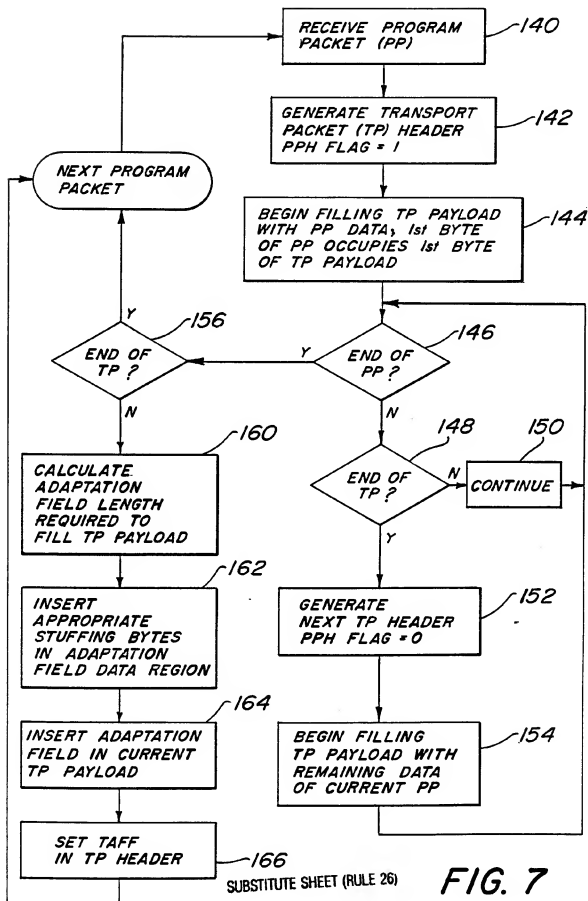 RECEIVE PROGRAM
PACKET (PP)
140
GENERATE TRANSPORT
PACKET (TP) HEADER
PPH FLAG = 1
142
NEXT PROGRAM
PACKET
BEGIN FILLING TP PAYLOAD
WITH PP DATA, 1st BYTE
OF PP OCCUPIES 1st BYTE
OF TP PAYLOAD
144
Y
156
END OF
TP ?
Y
END OF
PP ?
146
N
N
160
CALCULATE
ADAPTATION
FIELD LENGTH
REQUIRED TO
FILL TP PAYLOAD
148
END OF
TP ?
N
150
CONTINUE
Y
162
INSERT
APPROPRIATE
STUFFING BYTES
IN ADAPTATION
FIELD DATA REGION
GENERATE
NEXT TP HEADER
PPH FLAG = 0
152
164
INSERT ADAPTATION
FIELD IN CURRENT
TP PAYLOAD
BEGIN FILLING
TP PAYLOAD WITH
REMAINING DATA
OF CURRENT PP
154
SET TAFF
IN TP HEADER
166
SUBSTITUTE SHEET (RULE 26)
FIG. 7